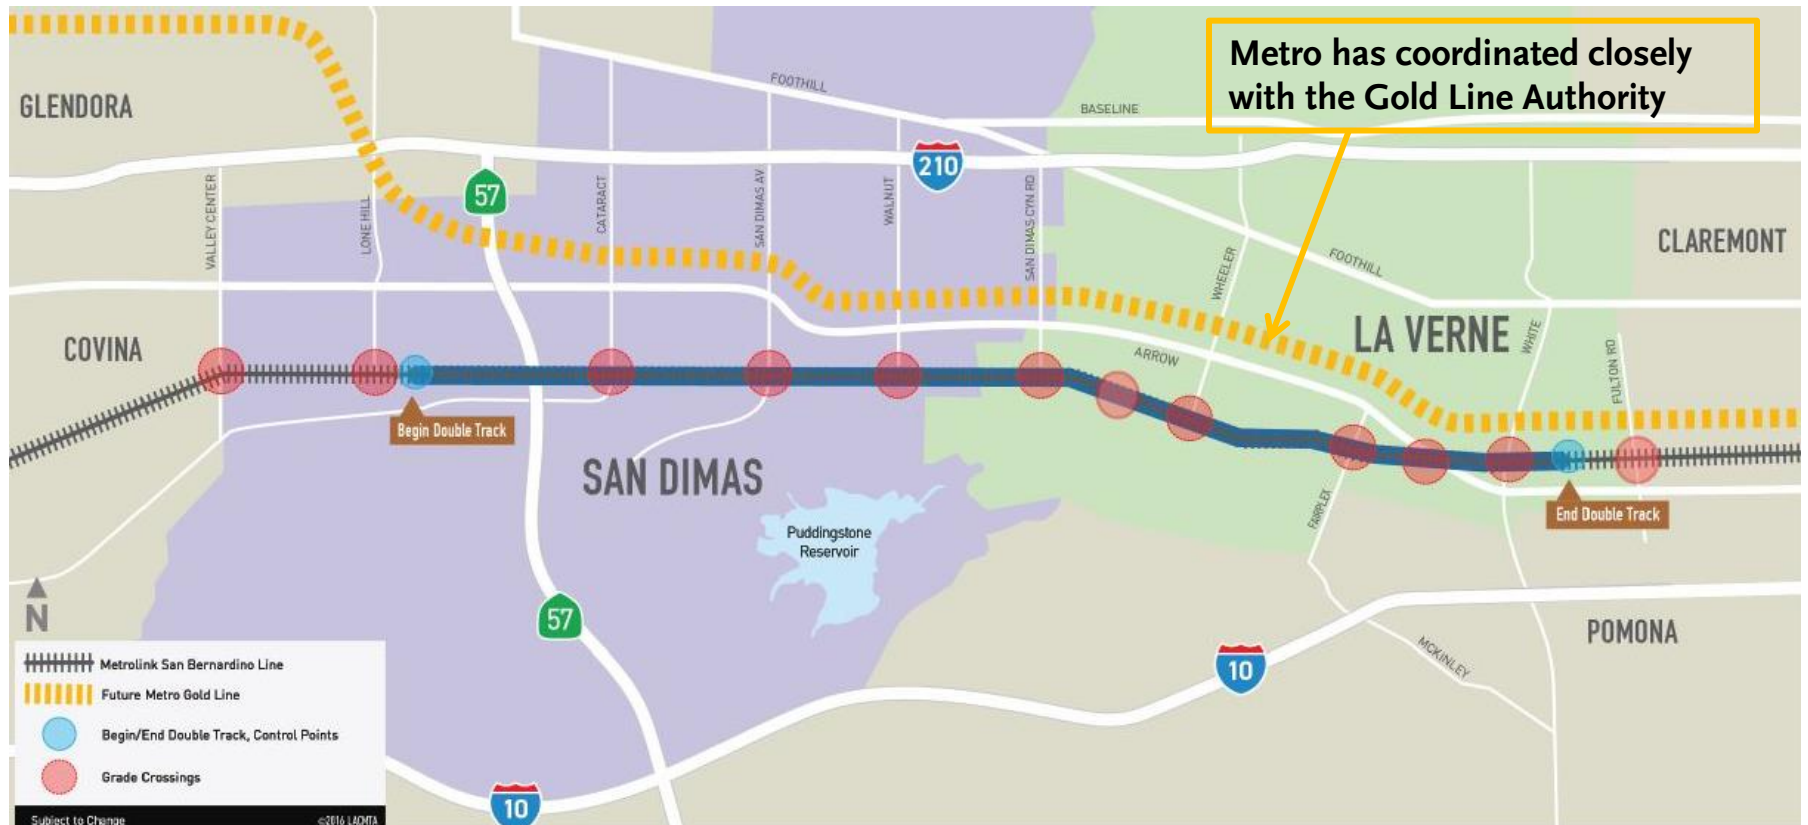 Metro has coordinated closely
with the Gold Line Authority
GLENDORA
FOOTHILL
BASELINE
210
57
VALLEY CENTER
LONE HILL
CATARACT
SAN DIMAS AV
WALNUT
SAN DIMAS CYN RD
WHEELER
FOOTHILL
CLAREMONT
COVINA
ARROW
LA VERNE
WHITE
FULTON RD
Begin Double Track
SAN DIMAS
FAIRPLEX
End Double Track
Puddingstone
Reservoir
N
57
POMONA
MCKINLEY
10
Metrolink San Bernardino Line
Future Metro Gold Line
Begin/End Double Track, Control Points
Grade Crossings
10
Subject to Change
©2016 LACMTA